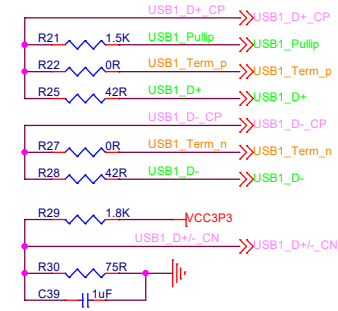 USB1_D+_CP USB1_D+_CP
R21 1.5K USB1_Pullip USB1_Pullip
R22 0R USB1_Term_p USB1_Term_p
R25 42R USB1_D+ USB1_D+
USB1_D-_CP USB1_D-_CP
R27 0R USB1_Term_n USB1_Term_n
R28 42R USB1_D- USB1_D-
R29 1.8K VCC3P3
USB1_D+/-_CN USB1_D+/-_CN
R30 75R
C39 1uF